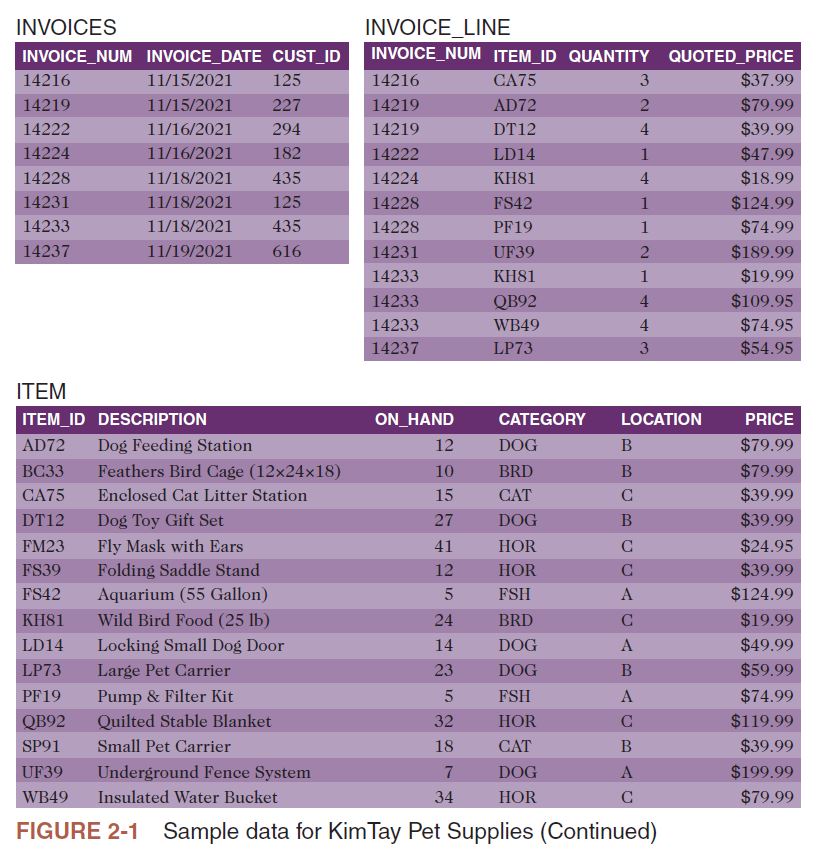 INVOICES
INVOICE_NUM INVOICE_DATE CUST_ID
14216 11/15/2021 125
14219 11/15/2021 227
14222 11/16/2021 294
14224 11/16/2021 182
14228 11/18/2021 435
14231 11/18/2021 125
14233 11/18/2021 435
14237 11/19/2021 616
INVOICE_LINE
INVOICE_NUM ITEM_ID QUANTITY QUOTED_PRICE
14216 CA75 3 $37.99
14219 AD72 2 $79.99
14219 DT12 4 $39.99
14222 LD14 1 $47.99
14224 KH81 4 $18.99
14228 FS42 1 $124.99
14228 PF19 1 $74.99
14231 UF39 2 $189.99
14233 KH81 1 $19.99
14233 QB92 4 $109.95
14233 WB49 4 $74.95
14237 LP73 3 $54.95
ITEM
ITEM_ID DESCRIPTION ON_HAND CATEGORY LOCATION PRICE
AD72 Dog Feeding Station 12 DOG B $79.99
BC33 Feathers Bird Cage (12×24×18) 10 BRD B $79.99
CA75 Enclosed Cat Litter Station 15 CAT C $39.99
DT12 Dog Toy Gift Set 27 DOG B $39.99
FM23 Fly Mask with Ears 41 HOR C $24.95
FS39 Folding Saddle Stand 12 HOR C $39.99
FS42 Aquarium (55 Gallon) 5 FSH A $124.99
KH81 Wild Bird Food (25 lb) 24 BRD C $19.99
LD14 Locking Small Dog Door 14 DOG A $49.99
LP73 Large Pet Carrier 23 DOG B $59.99
PF19 Pump & Filter Kit 5 FSH A $74.99
QB92 Quilted Stable Blanket 32 HOR C $119.99
SP91 Small Pet Carrier 18 CAT B $39.99
UF39 Underground Fence System 7 DOG A $199.99
WB49 Insulated Water Bucket 34 HOR C $79.99
FIGURE 2-1 Sample data for KimTay Pet Supplies (Continued)